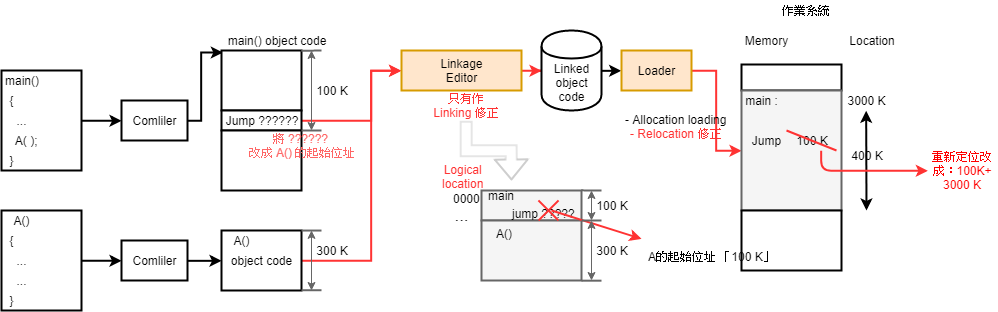 作業系統
main() object code
Memory
Location
main()
{
...
A( );
}
Comliler
100 K
Jump ??????
將 ??????
改成 A()的起始位址
Linkage
Editor
只有作
Linking 修正
Linked
object
code
Loader
- Allocation loading
- Relocation 修正
main :
Jump
100 K
3000 K
400 K
重新定位改
成：100K+
3000 K
Logical
location
0000
...
main
jump ?????
A()
100 K
300 K
A的起始位址 「100 K」
A()
{
...
...
}
Comliler
A()
object code
300 K